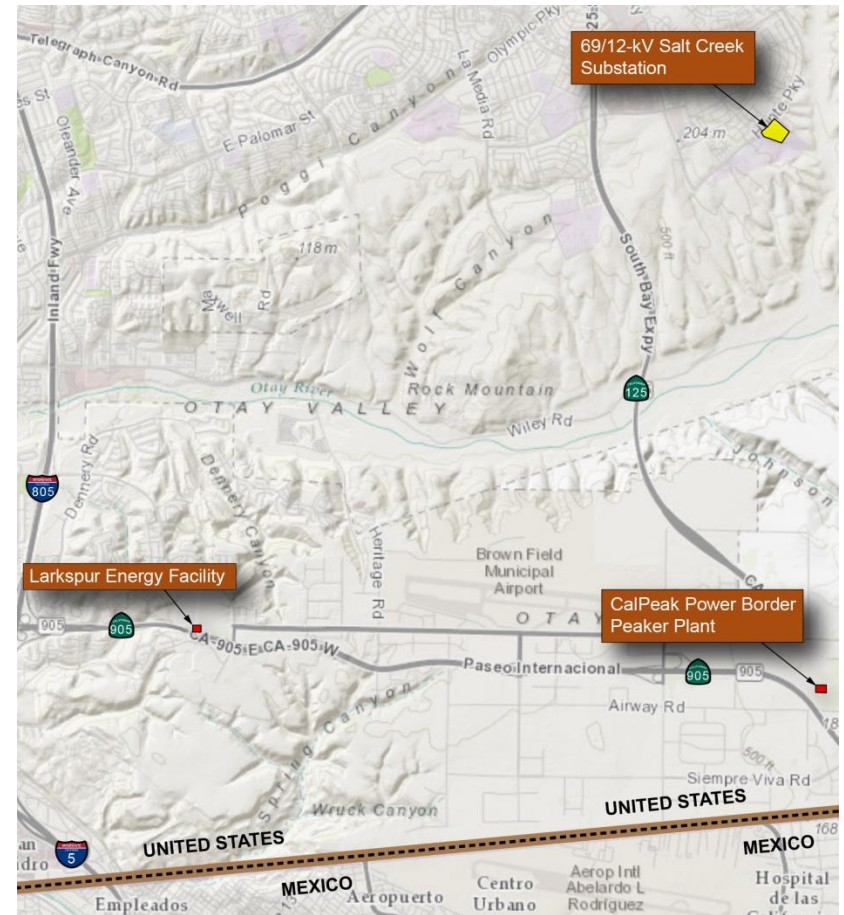 Telegraph Canyon Rd
Olympic Pky
La Media Rd
69/12-kV Salt Creek
Substation
Oleander Ave
E Palomar St
204 m
Poggi Canyon
118 m
Maxwell
Rd
Inland Fwy
Wolf Canyon
South Bay Expy
500 ft
Otay River
Rock Mountain
OTAY VALLEY
125
Wiley Rd
Johnson
Dennery Rd
Dennery Canyon
805
Heritage Rd
Brown Field
Municipal
Airport
Larkspur Energy Facility
CalPeak Power Border
Peaker Plant
905
905
OTAY
CA-905 E
CA-905 W
Paseo Internacional
905
905
Airway Rd
Spring Canyon
500 ft
Siempre Viva Rd
Wruck Canyon
UNITED STATES
UNITED STATES
5
168
MEXICO
MEXICO
Empleados
Aeropuerto
Centro
Urbano
Aerop Intl
Abelardo L
Rodríguez
Hospital
de las